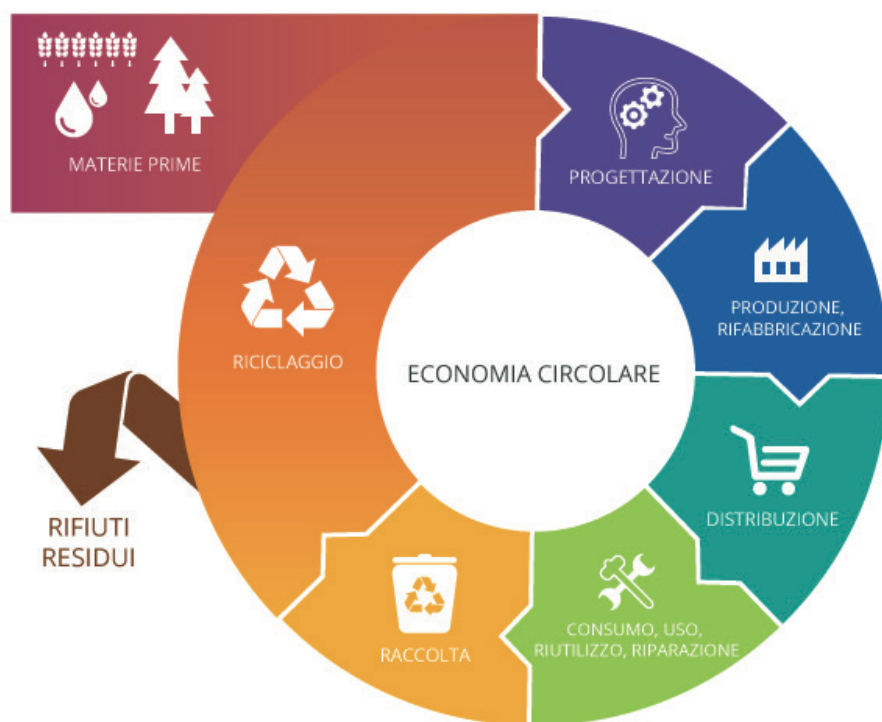 MATERIE PRIME
PROGETTAZIONE
PRODUZIONE,
RIFABBRICAZIONE
DISTRIBUZIONE
CONSUMO, USO,
RIUTILIZZO, RIPARAZIONE
RACCOLTA
RICICLAGGIO
ECONOMIA CIRCOLARE
RIFIUTI
RESIDUI